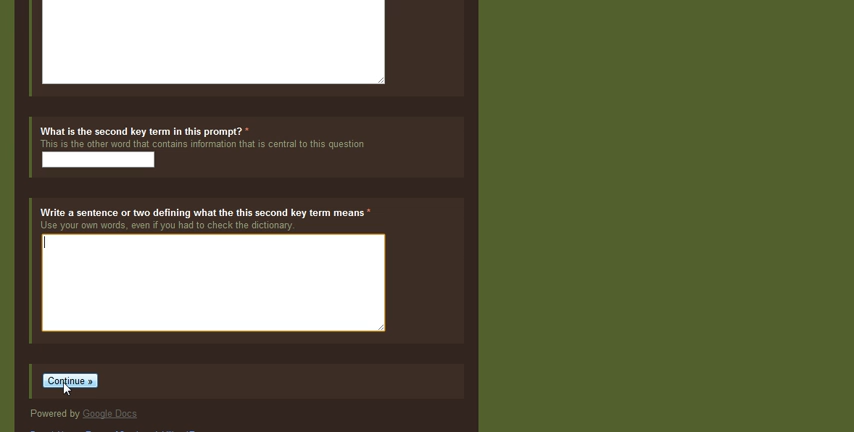 What is the second key term in this prompt? *
This is the other word that contains information that is central to this question
Write a sentence or two defining what the this second key term means *
Use your own words, even if you had to check the dictionary.
Continue »
Powered by Google Docs